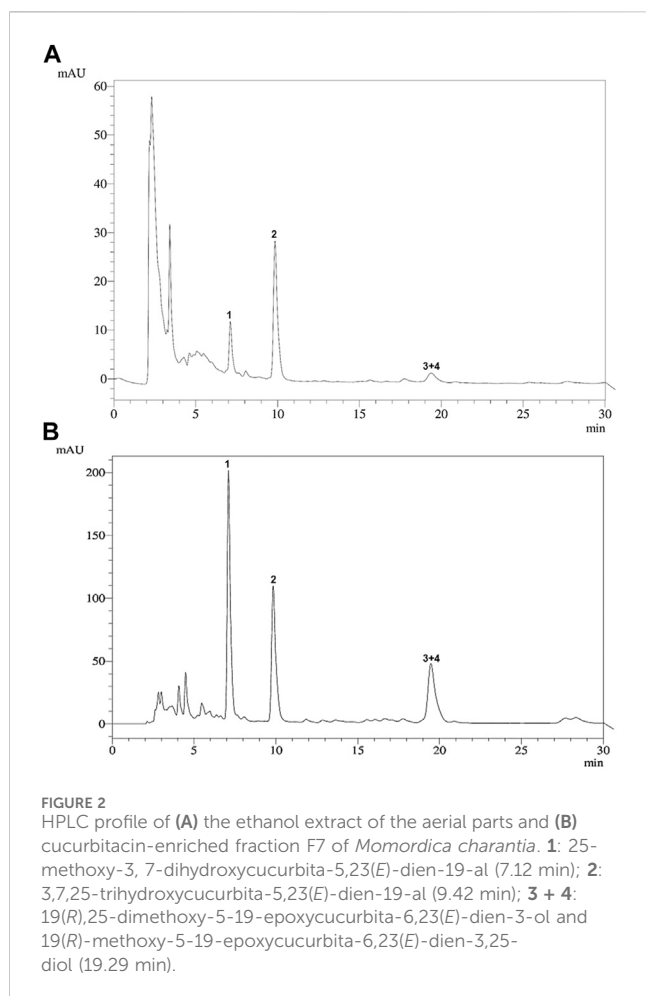 A
mAU
60
50
40
30
20
10
0
1
2
3+4
0 5 10 15 20 25 30
min
B
mAU
200
150
100
50
0
1
2
3+4
0 5 10 15 20 25 30
min
FIGURE 2
HPLC profile of (A) the ethanol extract of the aerial parts and (B)
cucurbitacin-enriched fraction F7 of Momordica charantia. 1: 25-
methoxy-3, 7-dihydroxycucurbita-5,23(E)-dien-19-al (7.12 min); 2:
3,7,25-trihydroxycucurbita-5,23(E)-dien-19-al (9.42 min); 3 + 4:
19(R),25-dimethoxy-5-19-epoxycucurbita-6,23(E)-dien-3-ol and
19(R)-methoxy-5-19-epoxycucurbita-6,23(E)-dien-3,25-
diol (19.29 min).